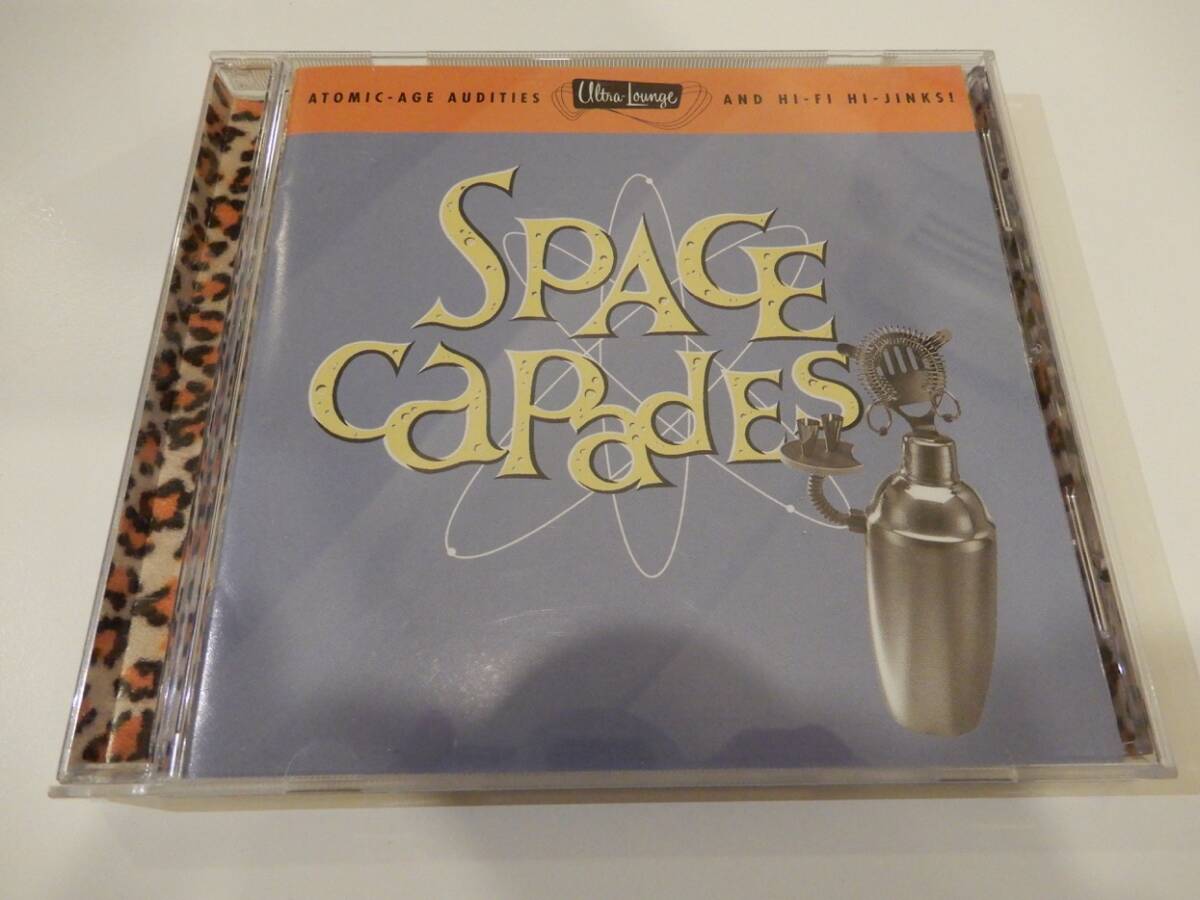 ATOMIC-AGE AUDITIES Ultra-Lounge AND HI-FI HI-JINKS!
SPACE
CAPADES